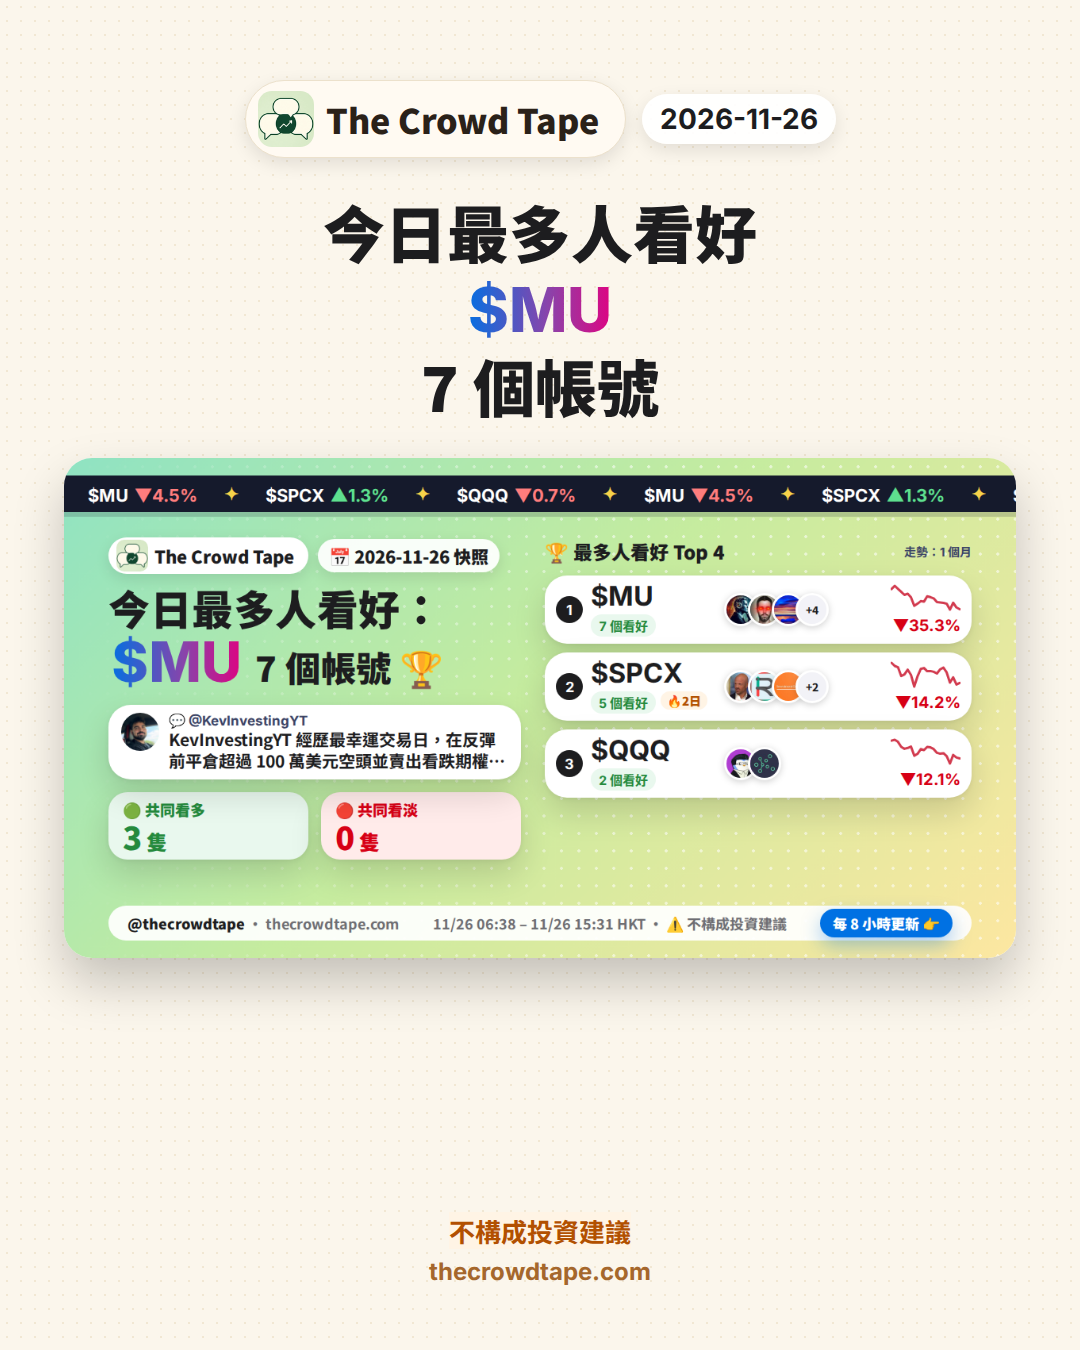 The Crowd Tape
2026-11-26
今日最多人看好
$MU
7 個帳號
$MU ▼4.5% ✦ $SPCX ▲1.3% ✦ $QQQ ▼0.7% ✦ $MU ▼4.5% ✦ $SPCX ▲1.3% ✦
The Crowd Tape
📅 2026-11-26 快照
今日最多人看好：
$MU 7 個帳號 🏆
💬 @KevInvestingYT
KevInvestingYT 經歷最幸運交易日，在反彈
前平倉超過 100 萬美元空頭並賣出看跌期權…
🟢 共同看多
3 隻
🔴 共同看淡
0 隻
🏆 最多人看好 Top 4
走勢：1個月
1
$MU
7 個看好
+4
▼35.3%
2
$SPCX
5 個看好
🔥2日
+2
▼14.2%
3
$QQQ
2 個看好
▼12.1%
@thecrowdtape • thecrowdtape.com
11/26 06:38 – 11/26 15:31 HKT • ⚠️ 不構成投資建議
每 8 小時更新 👉
不構成投資建議
thecrowdtape.com